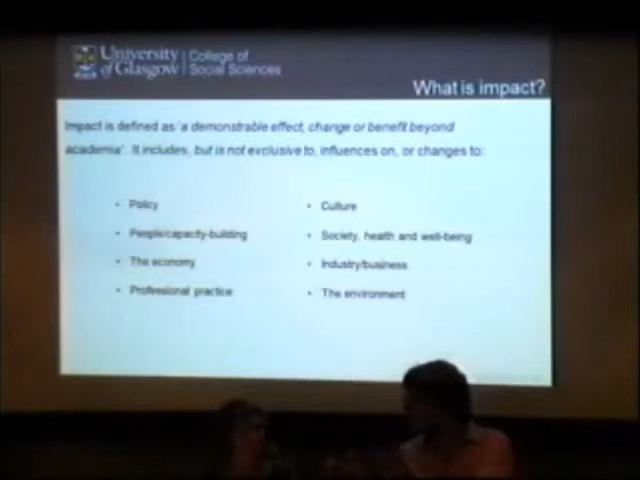 University
of Glasgow
College of
Social Sciences
What is impact?
Impact is defined as 'a demonstrable effect, change or benefit beyond
academia'. It includes, but is not exclusive to, influences on, or changes to:
• Policy
• People/capacity-building
• The economy
• Professional practice
• Culture
• Society, health and well-being
• Industry/business
• The environment